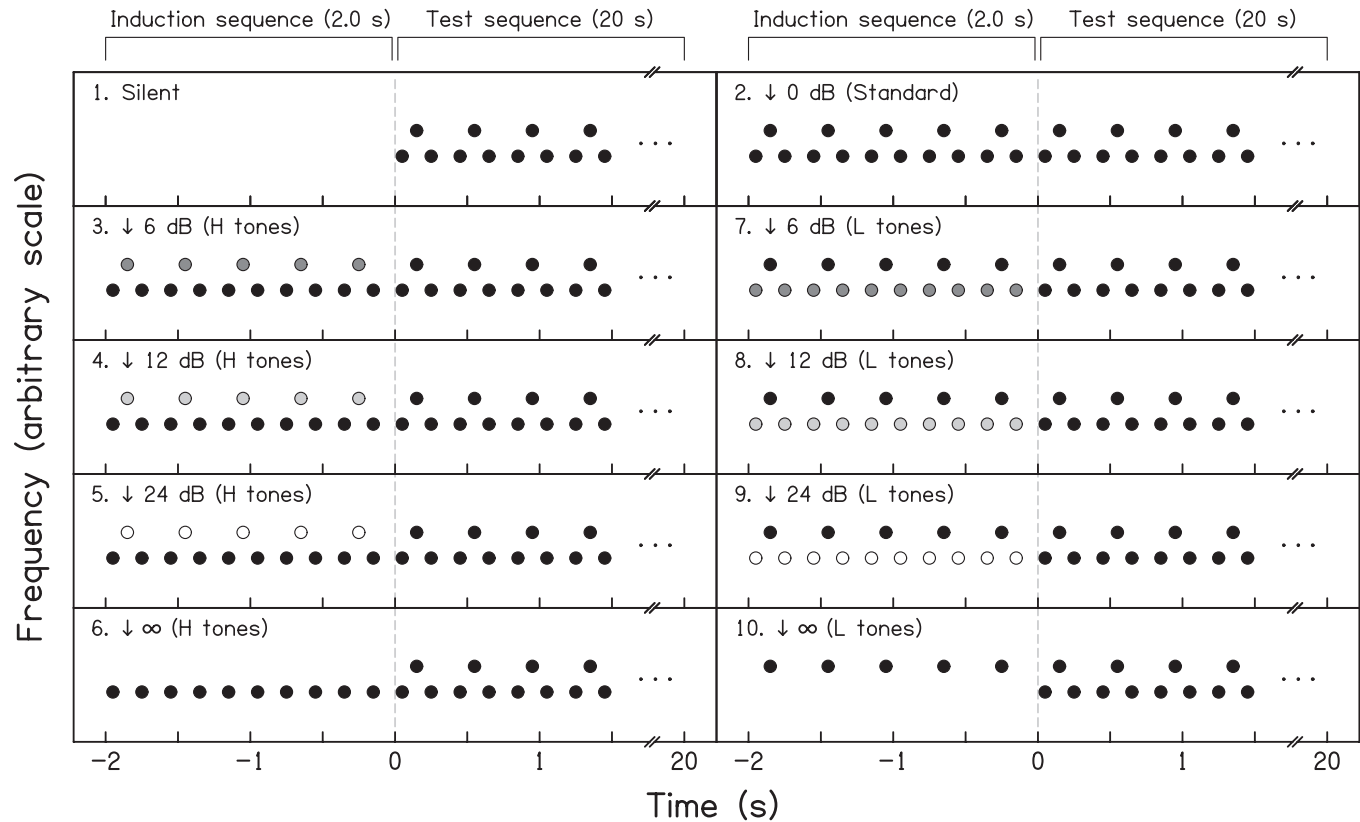 Induction sequence (2.0 s) Test sequence (20 s) Induction sequence (2.0 s) Test sequence (20 s)
1. Silent
2. ↓ 0 dB (Standard)
3. ↓ 6 dB (H tones)
7. ↓ 6 dB (L tones)
4. ↓ 12 dB (H tones)
8. ↓ 12 dB (L tones)
5. ↓ 24 dB (H tones)
9. ↓ 24 dB (L tones)
6. ↓ ∞ (H tones)
10. ↓ ∞ (L tones)
Frequency (arbitrary scale)
−2 −1 0 1 20 −2 −1 0 1 20
Time (s)